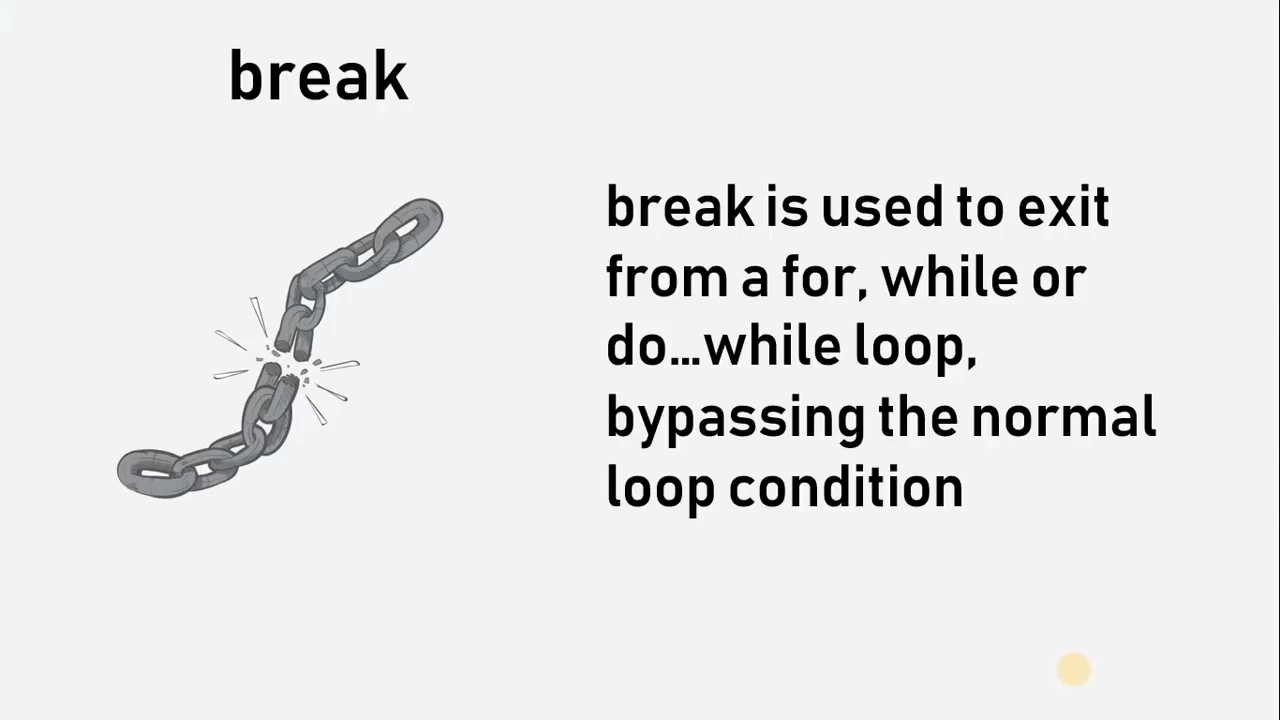 break
break is used to exit
from a for, while or
do...while loop,
bypassing the normal
loop condition